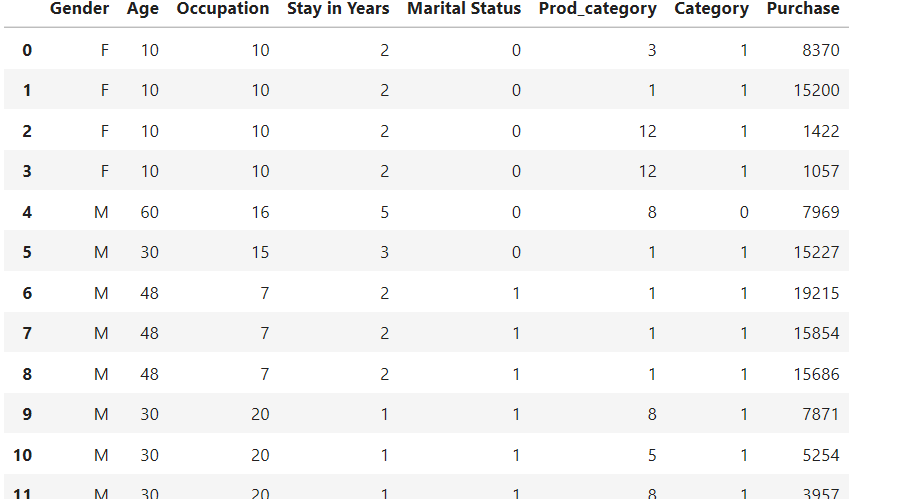 Gender Age Occupation Stay in Years Marital Status Prod_category Category Purchase
0 F 10 10 2 0 3 1 8370
1 F 10 10 2 0 1 1 15200
2 F 10 10 2 0 12 1 1422
3 F 10 10 2 0 12 1 1057
4 M 60 16 5 0 8 0 7969
5 M 30 15 3 0 1 1 15227
6 M 48 7 2 1 1 1 19215
7 M 48 7 2 1 1 1 15854
8 M 48 7 2 1 1 1 15686
9 M 30 20 1 1 8 1 7871
10 M 30 20 1 1 5 1 5254
11 M 30 20 1 1 8 1 3957